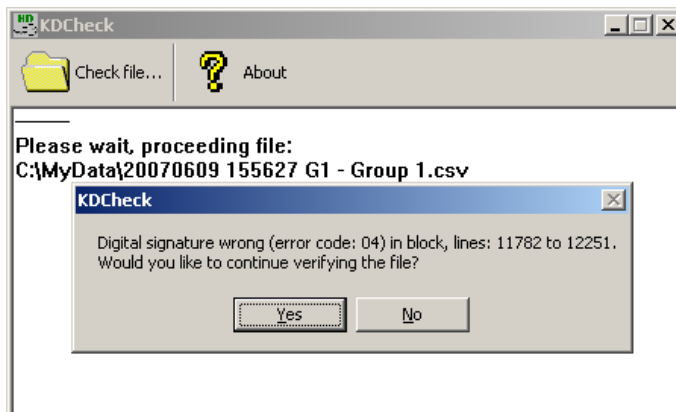 HD
KDCheck
Check file...
? About
Please wait, proceeding file:
C:\MyData\20070609 155627 G1 - Group 1.csv
KDCheck
Digital signature wrong (error code: 04) in block, lines: 11782 to 12251.
Would you like to continue verifying the file?
Yes No